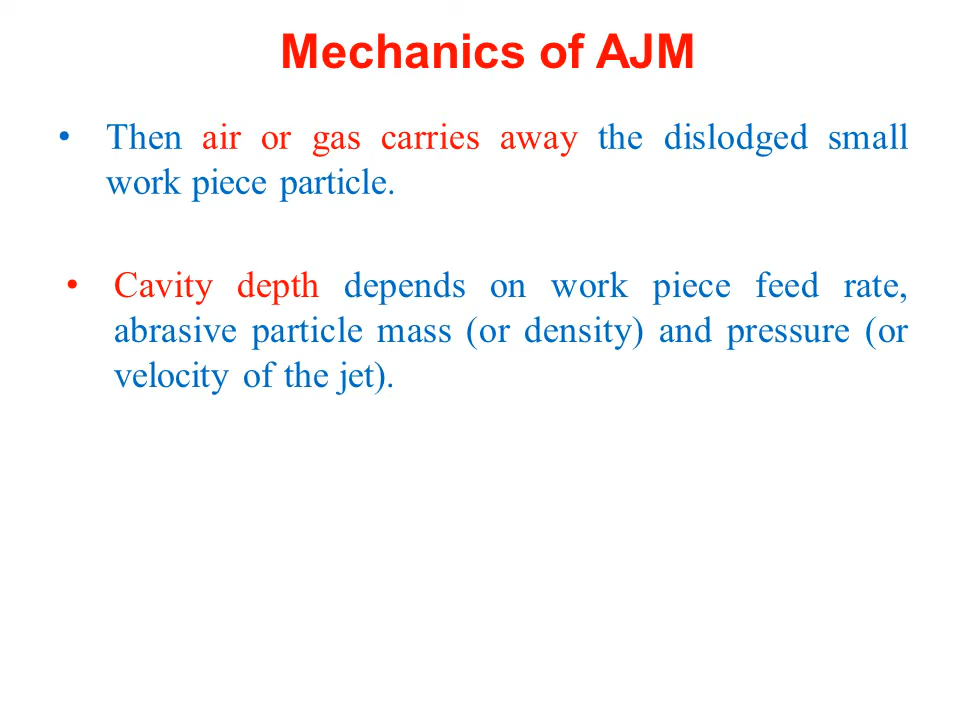 Mechanics of AJM
• Then air or gas carries away the dislodged small
work piece particle.
• Cavity depth depends on work piece feed rate,
abrasive particle mass (or density) and pressure (or
velocity of the jet).